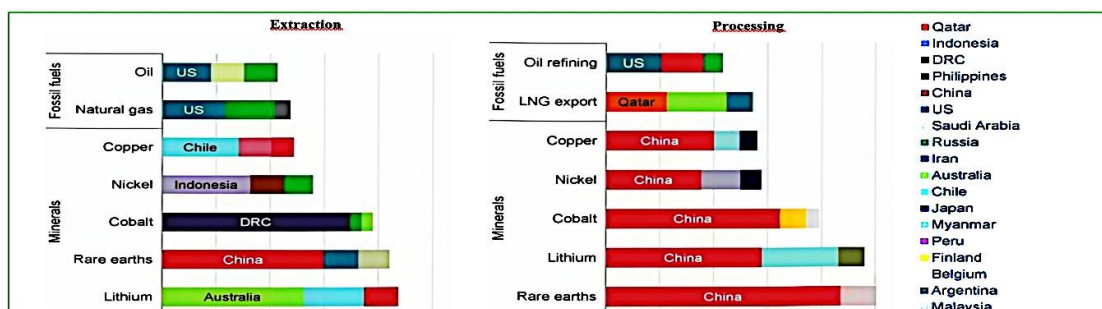 Extraction
Fossil fuels
Oil
US
Natural gas
US
Minerals
Copper
Chile
Nickel
Indonesia
Cobalt
DRC
Rare earths
China
Lithium
Australia
Processing
Fossil fuels
Oil refining
US
LNG export
Qatar
Minerals
Copper
China
Nickel
China
Cobalt
China
Lithium
China
Rare earths
China
Qatar
Indonesia
DRC
Philippines
China
US
Saudi Arabia
Russia
Iran
Australia
Chile
Japan
Myanmar
Peru
Finland
Belgium
Argentina
Malaysia